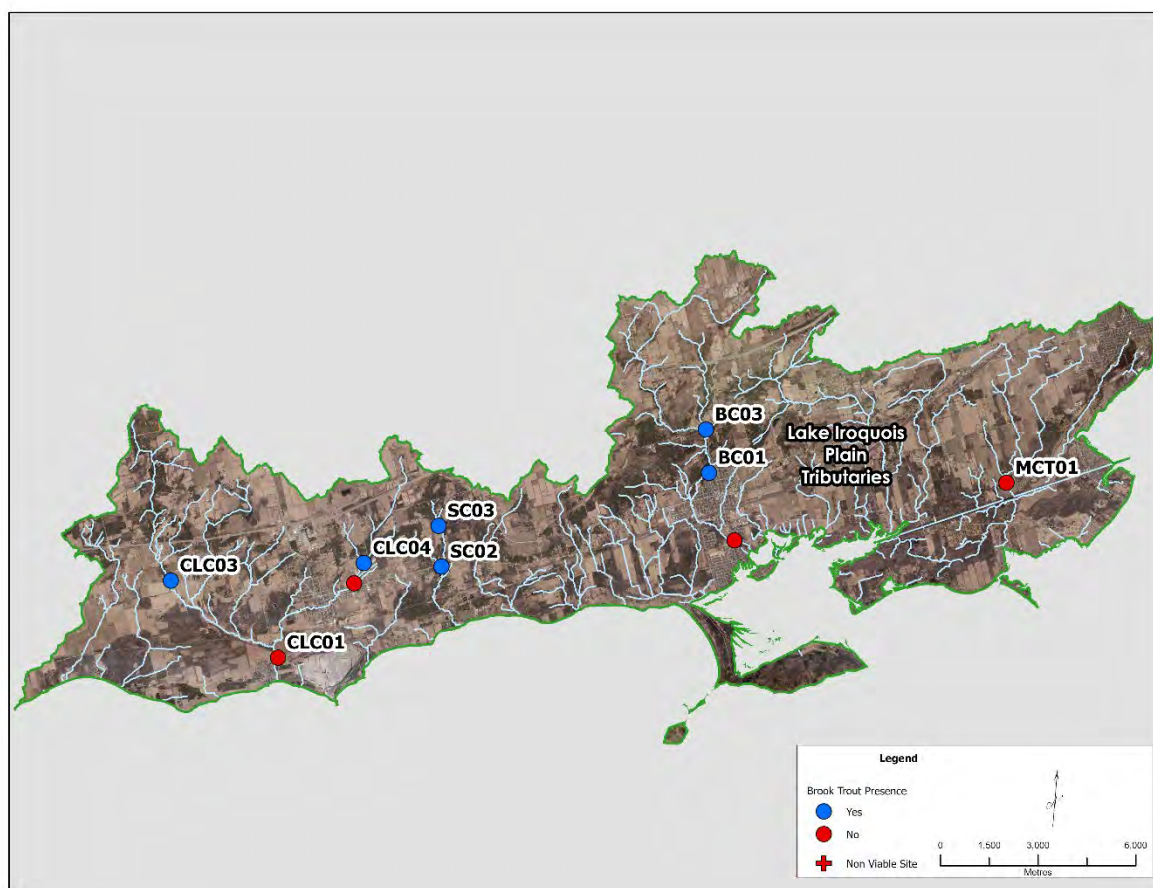 BC03
Lake Iroquois
Plain
Tributaries
BC01
MCT01
SC03
CLC04
SC02
CLC03
CLC01
Legend
Brook Trout Presence
Yes
No
Non Viable Site
0 1,500 3,000 6,000
Metres